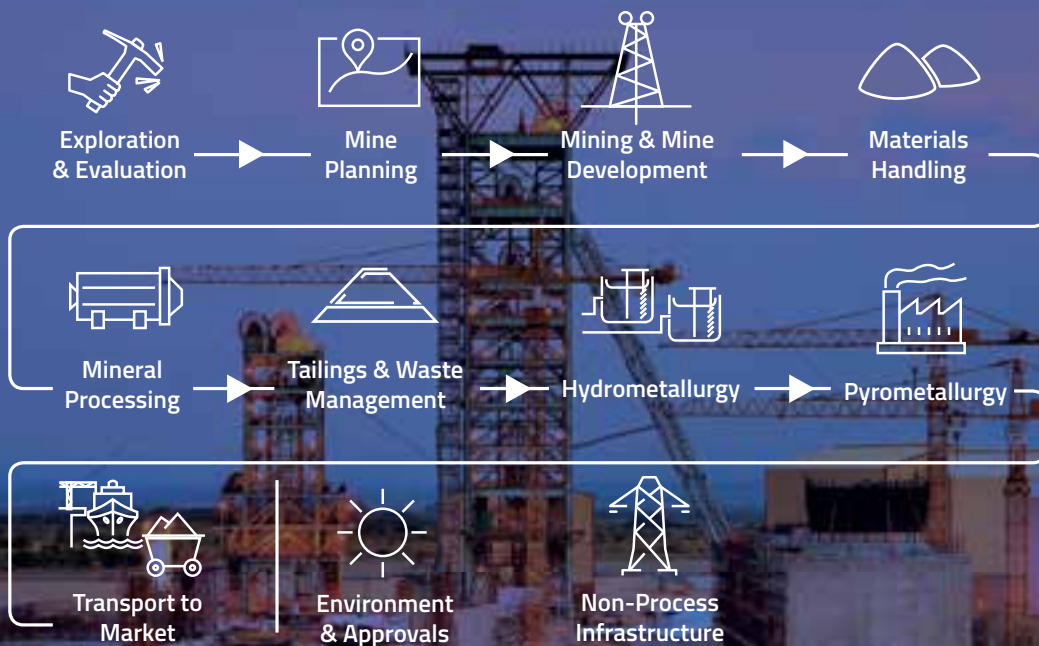 Exploration
& Evaluation
Mine
Planning
Mining & Mine
Development
Materials
Handling
Mineral
Processing
Tailings & Waste
Management
Hydrometallurgy
Pyrometallurgy
Transport to
Market
Environment
& Approvals
Non-Process
Infrastructure